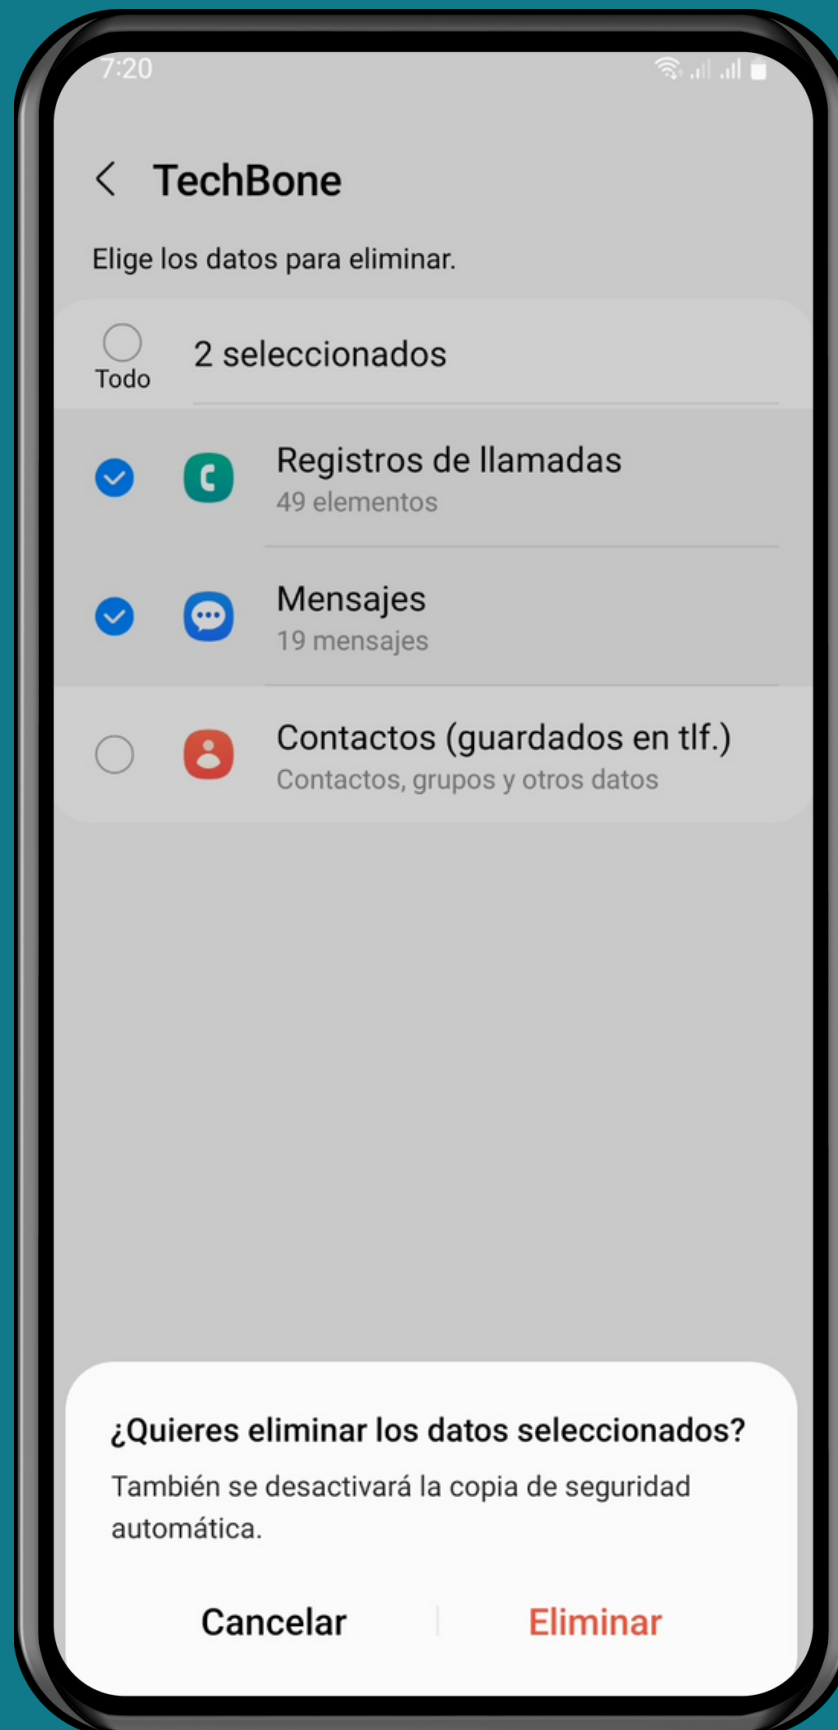 7:20
TechBone
Elige los datos para eliminar.
Todo
2 seleccionados
Registros de llamadas
49 elementos
Mensajes
19 mensajes
Contactos (guardados en tlf.)
Contactos, grupos y otros datos
¿Quieres eliminar los datos seleccionados?
También se desactivará la copia de seguridad
automática.
Cancelar
Eliminar